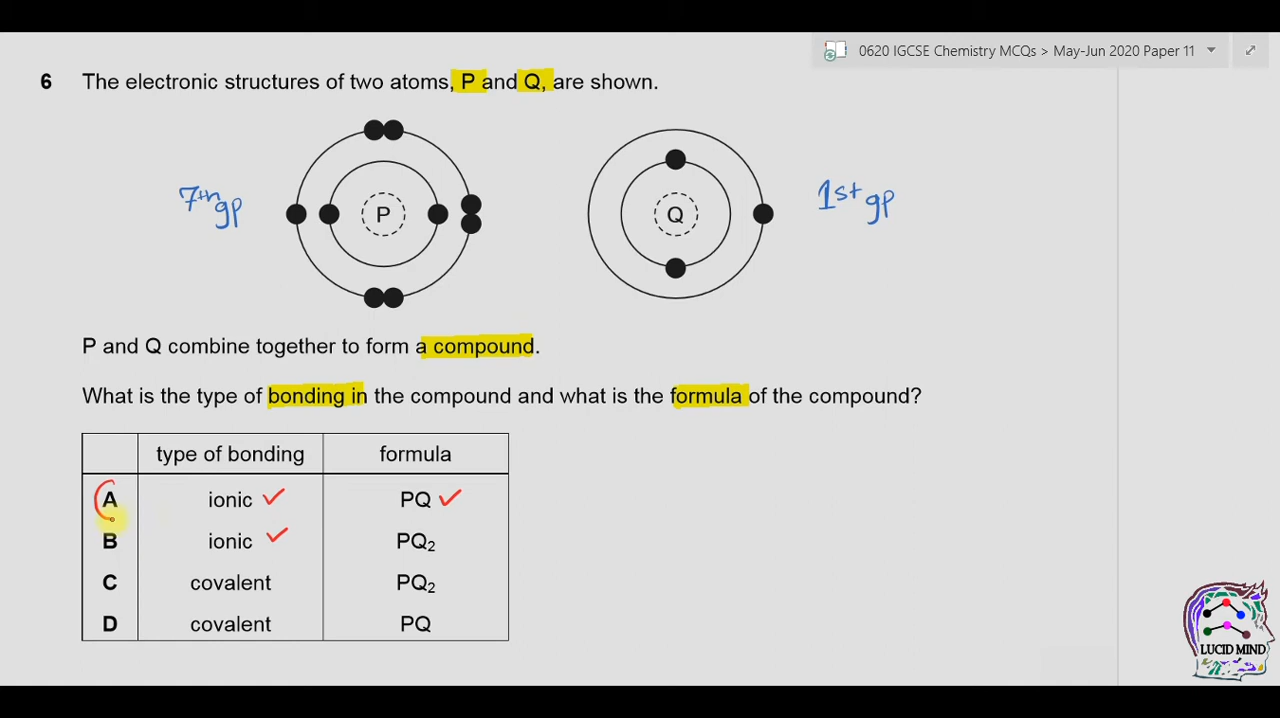 0620 IGCSE Chemistry MCQs > May-Jun 2020 Paper 11
6 The electronic structures of two atoms, P and Q, are shown.
7th gp
P
Q
1st gp
P and Q combine together to form a compound.
What is the type of bonding in the compound and what is the formula of the compound?
type of bonding formula
A ionic ✓ PQ ✓
B ionic ✓ PQ₂
C covalent PQ₂
D covalent PQ
LUCID MIND